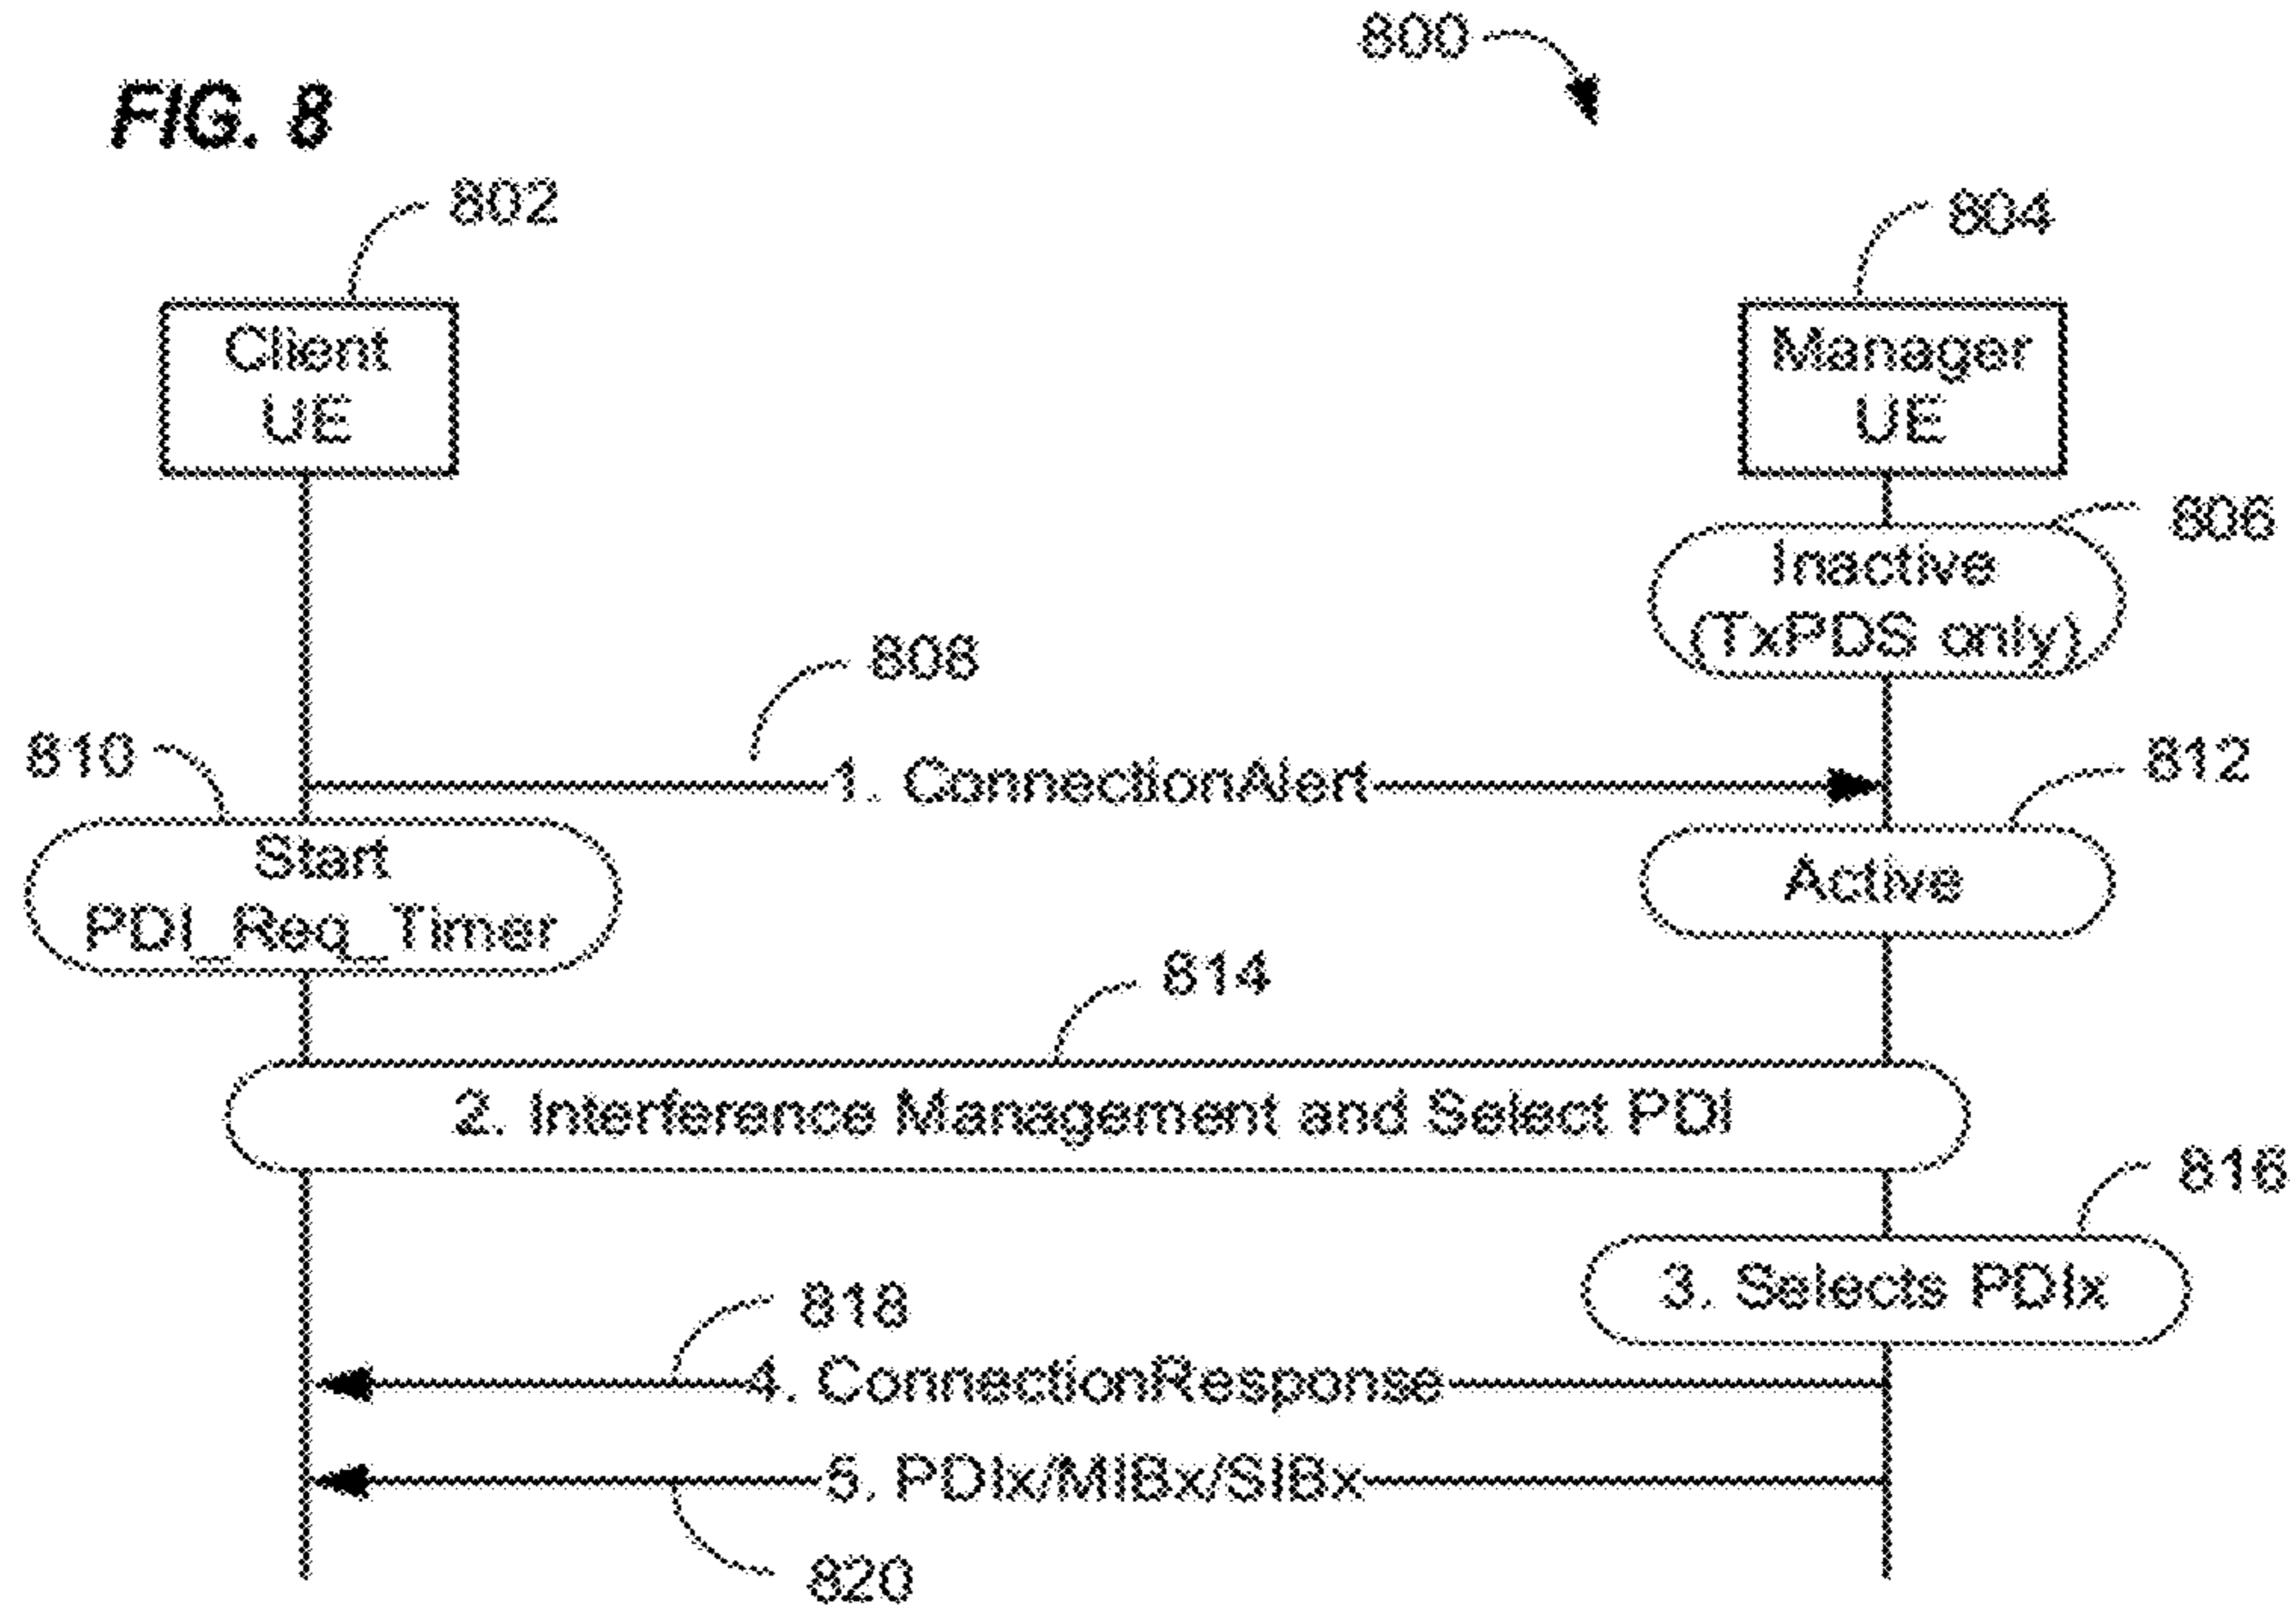 800
FIG. 8
802
804
Client
UE
Manager
UE
806
Inactive
(TxPDS only)
808
810
1. ConnectionAlert
812
Start
PDI_Req_Timer
Active
814
2. Interference Management and Select PDI
816
3. Selects PDIx
818
4. ConnectionResponse
5. PDIx/MIBx/SIBx
820